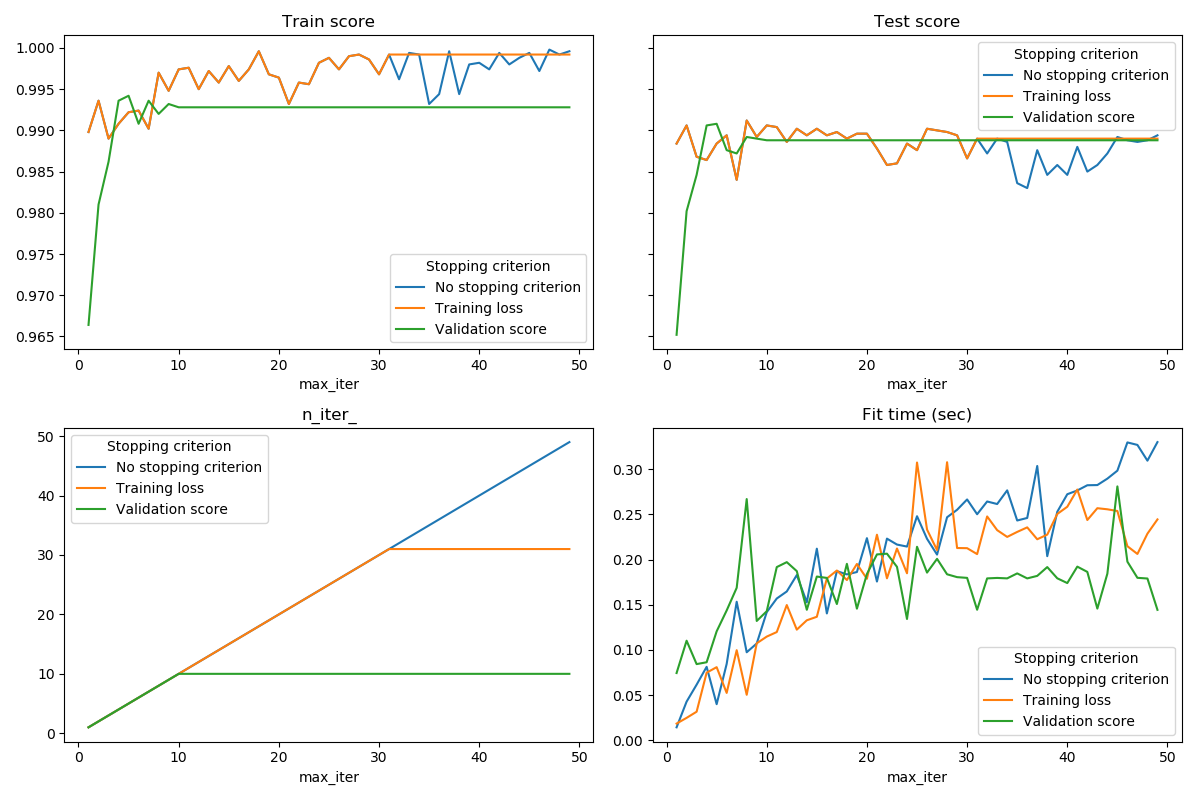 Train score
1.000
0.995
0.990
0.985
0.980
0.975
0.970
0.965
Stopping criterion
No stopping criterion
Training loss
Validation score
0 10 20 30 40 50
max_iter
Test score
Stopping criterion
No stopping criterion
Training loss
Validation score
0 10 20 30 40 50
max_iter
n_iter_
50
40
30
20
10
0
Stopping criterion
No stopping criterion
Training loss
Validation score
0 10 20 30 40 50
max_iter
Fit time (sec)
0.30
0.25
0.20
0.15
0.10
0.05
0.00
Stopping criterion
No stopping criterion
Training loss
Validation score
0 10 20 30 40 50
max_iter